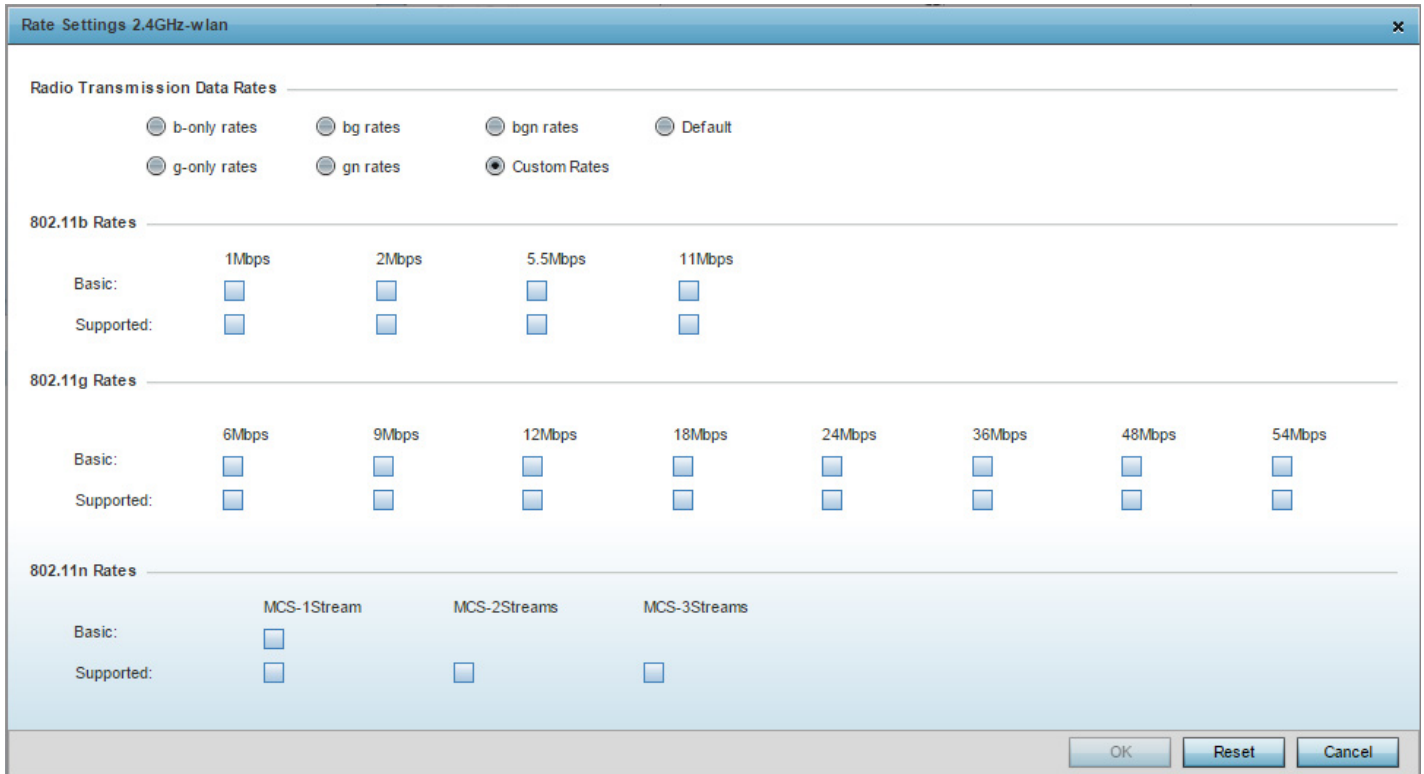 Rate Settings 2.4GHz-wlan
Radio Transmission Data Rates
b-only rates bg rates bgn rates Default
g-only rates gn rates Custom Rates
802.11b Rates
1Mbps 2Mbps 5.5Mbps 11Mbps
Basic:
Supported:
802.11g Rates
6Mbps 9Mbps 12Mbps 18Mbps 24Mbps 36Mbps 48Mbps 54Mbps
Basic:
Supported:
802.11n Rates
MCS-1Stream MCS-2Streams MCS-3Streams
Basic:
Supported:
OK Reset Cancel